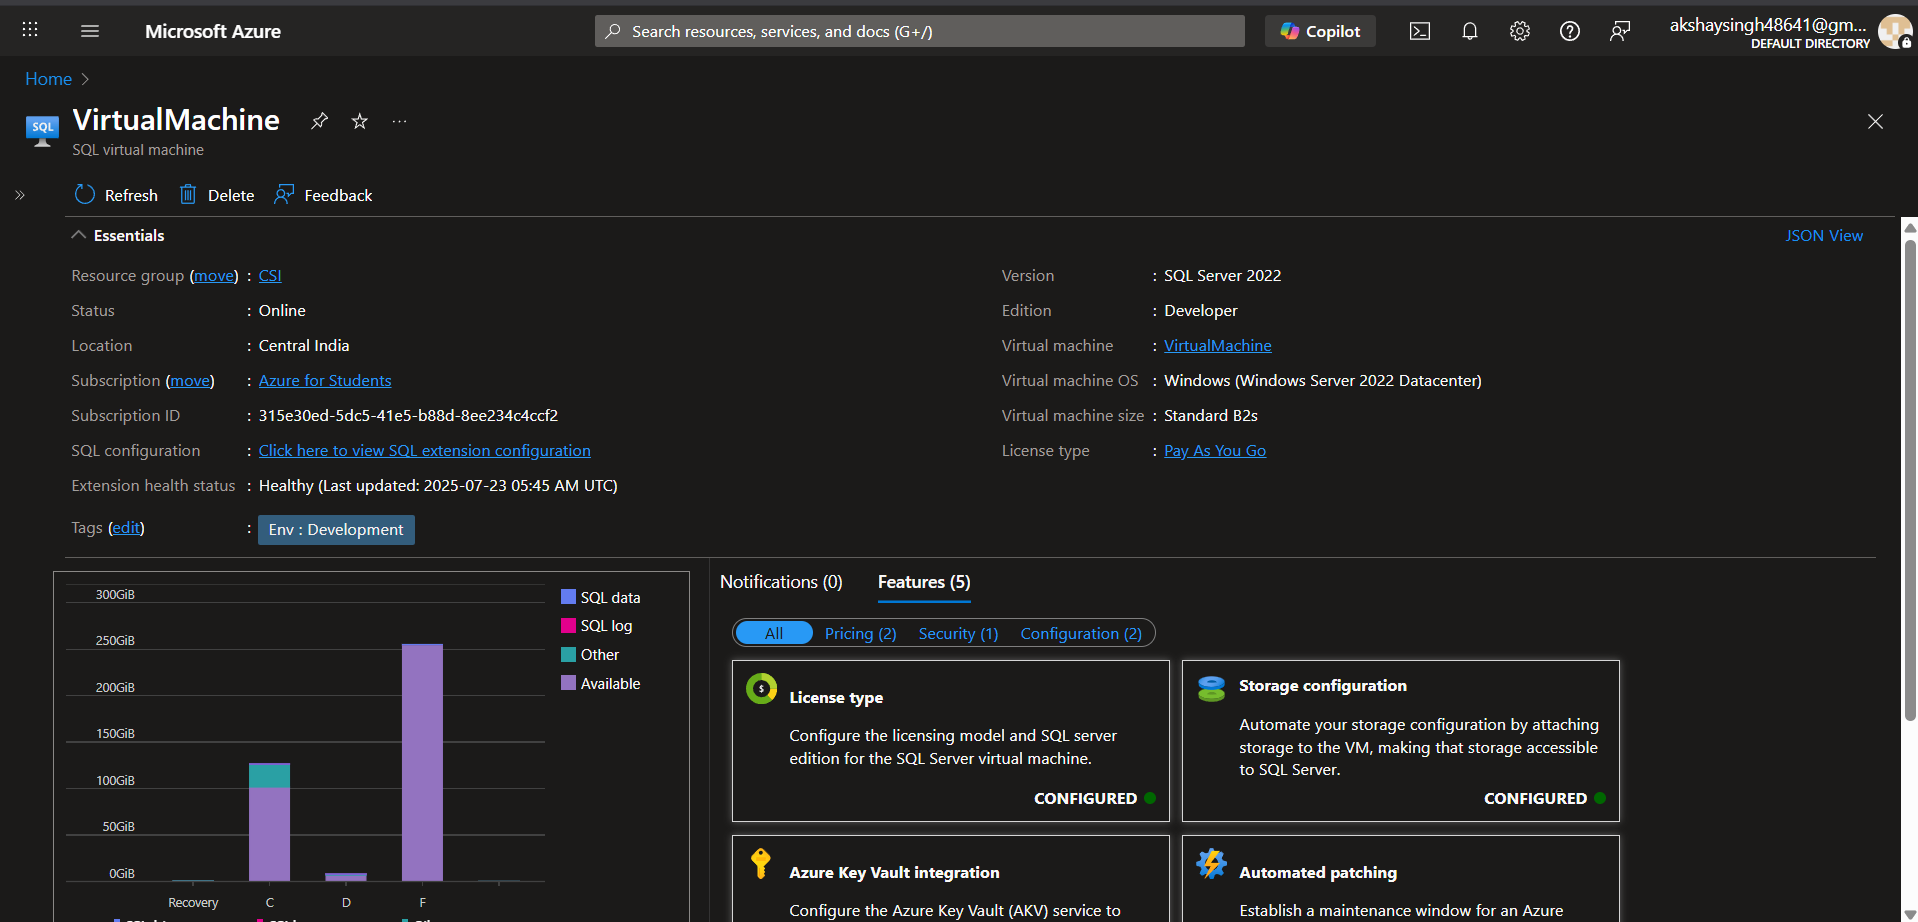 Microsoft Azure
Search resources, services, and docs (G+/)
Copilot
akshaysingh48641@gm...
DEFAULT DIRECTORY
Home
SQL
VirtualMachine
SQL virtual machine
Refresh
Delete
Feedback
Essentials
JSON View
Resource group (move) : CSI
Status : Online
Location : Central India
Subscription (move) : Azure for Students
Subscription ID : 315e30ed-5dc5-41e5-b88d-8ee234c4ccf2
SQL configuration : Click here to view SQL extension configuration
Extension health status : Healthy (Last updated: 2025-07-23 05:45 AM UTC)
Tags (edit) : Env : Development
Version : SQL Server 2022
Edition : Developer
Virtual machine : VirtualMachine
Virtual machine OS : Windows (Windows Server 2022 Datacenter)
Virtual machine size : Standard B2s
License type : Pay As You Go
300GiB
250GiB
200GiB
150GiB
100GiB
50GiB
0GiB
Recovery C D F
SQL data
SQL log
Other
Available
Notifications (0)
Features (5)
All
Pricing (2)
Security (1)
Configuration (2)
License type
Configure the licensing model and SQL server
edition for the SQL Server virtual machine.
CONFIGURED
Storage configuration
Automate your storage configuration by attaching
storage to the VM, making that storage accessible
to SQL Server.
CONFIGURED
Azure Key Vault integration
Configure the Azure Key Vault (AKV) service to
Automated patching
Establish a maintenance window for an Azure